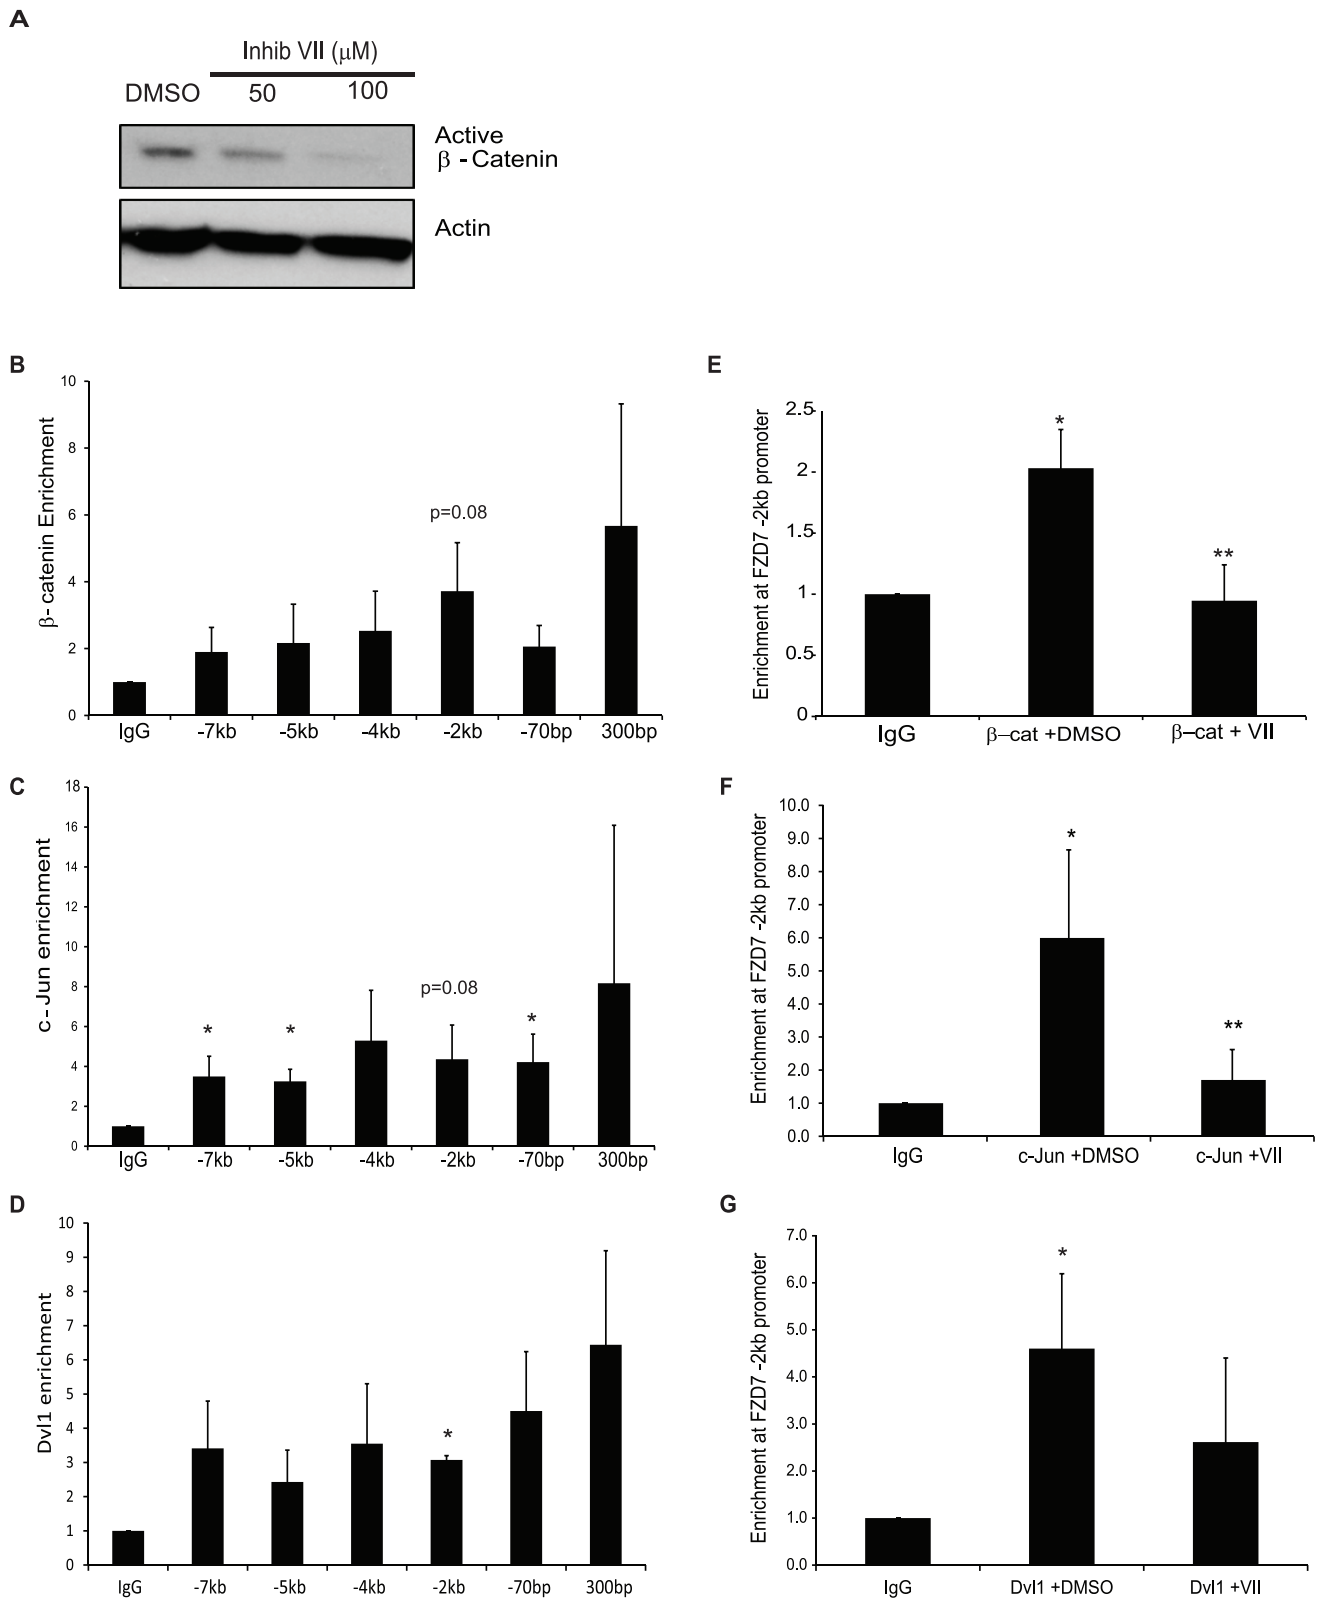 A
Inhib VII (μM)
DMSO 50 100
Active
β - Catenin
Actin
B
β- catenin Enrichment
10
8
6
4
2
0
p=0.08
IgG -7kb -5kb -4kb -2kb -70bp 300bp
E
Enrichment at FZD7 -2kb promoter
2.5
2
1.5
1
0.5
0
*
**
IgG β–cat +DMSO β–cat + VII
C
c-Jun enrichment
18
16
14
12
10
8
6
4
2
0
* * p=0.08 *
IgG -7kb -5kb -4kb -2kb -70bp 300bp
F
Enrichment at FZD7 -2kb promoter
10.0
9.0
8.0
7.0
6.0
5.0
4.0
3.0
2.0
1.0
0.0
*
**
IgG c-Jun +DMSO c-Jun +VII
D
Dvl1 enrichment
10
9
8
7
6
5
4
3
2
1
0
*
IgG -7kb -5kb -4kb -2kb -70bp 300bp
G
Enrichment at FZD7 -2kb promoter
7.0
6.0
5.0
4.0
3.0
2.0
1.0
0.0
*
IgG Dvl1 +DMSO Dvl1 +VII